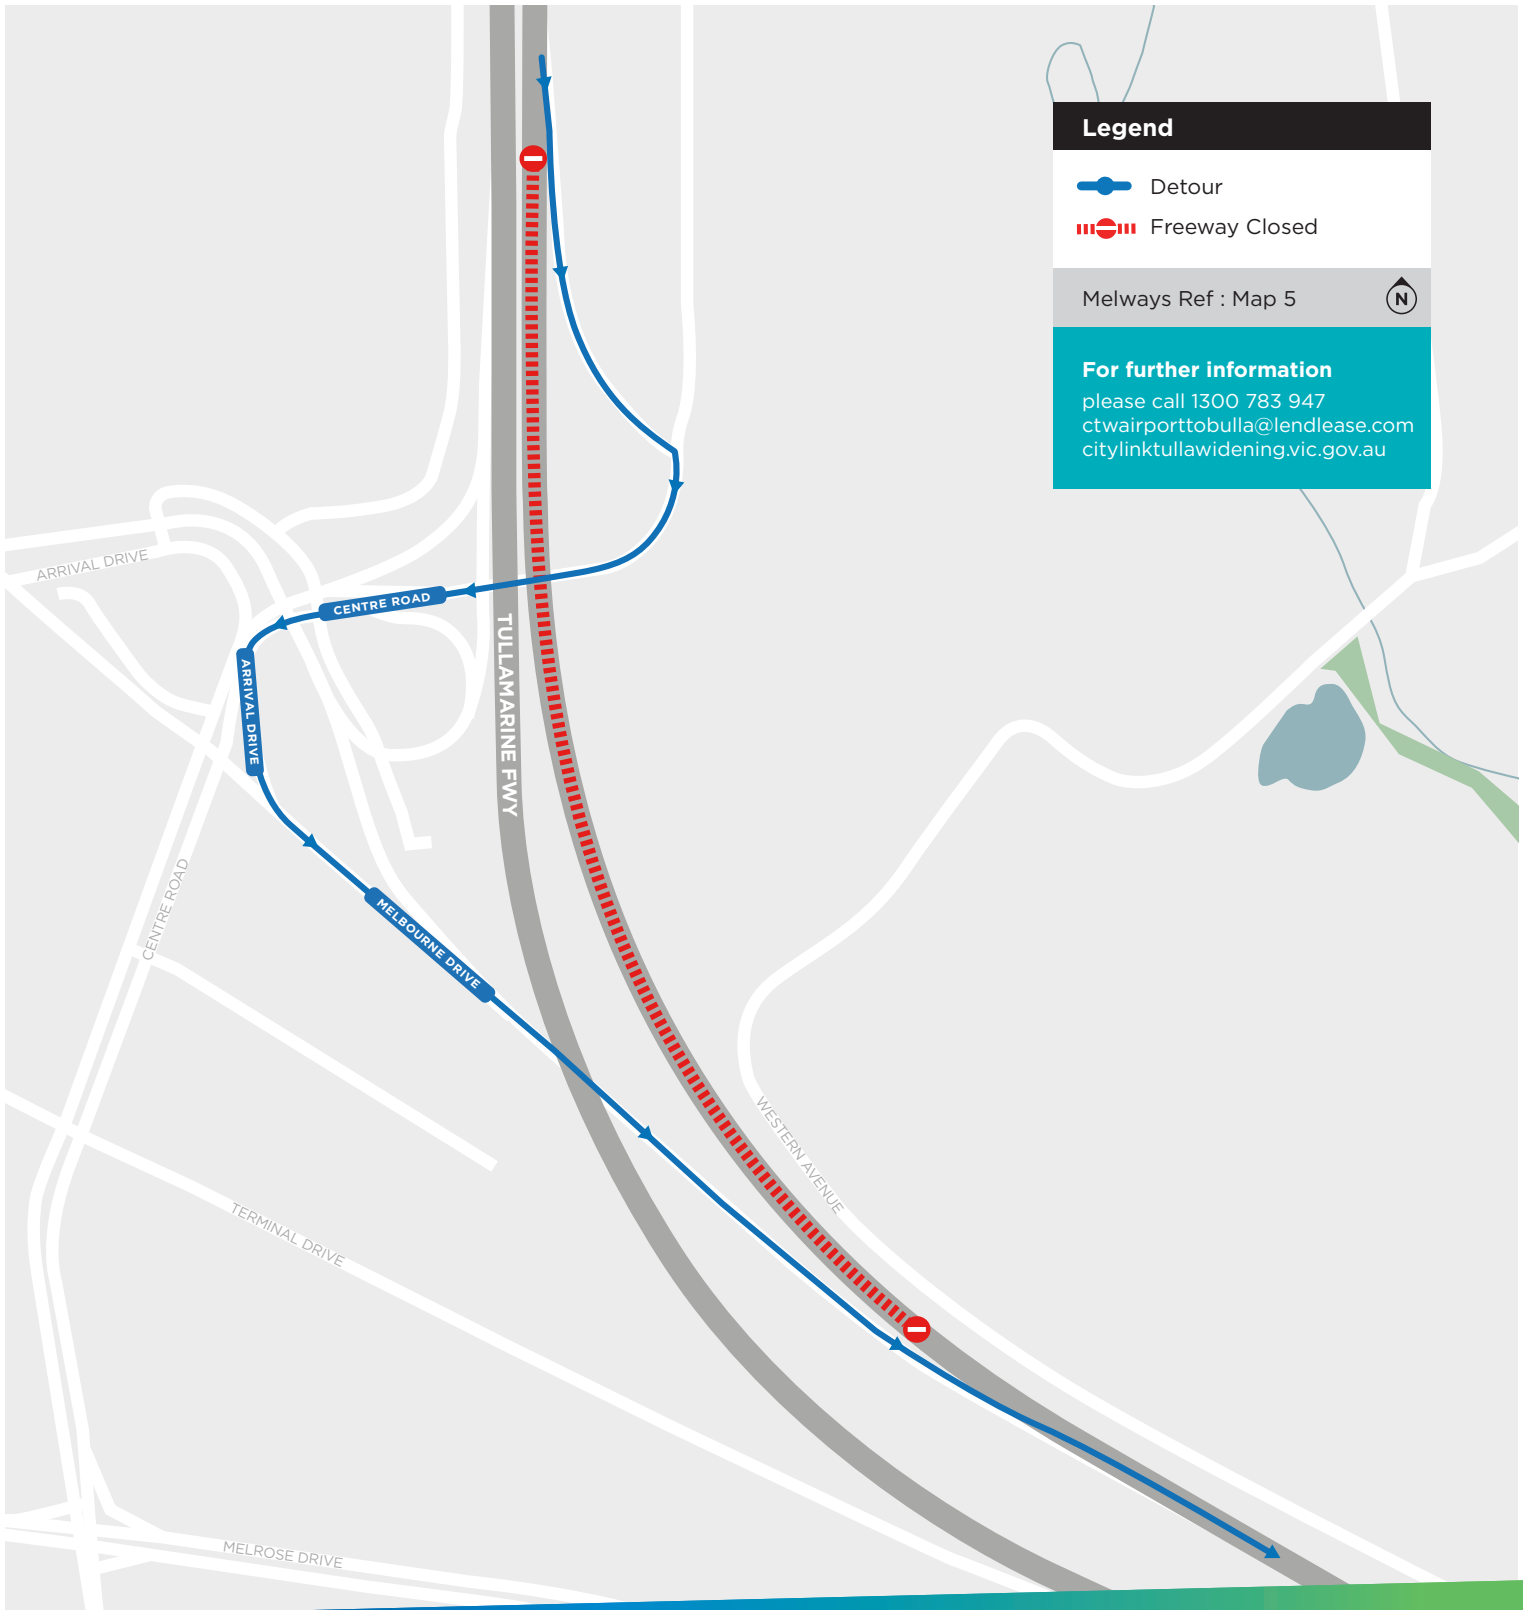 Legend
Detour
Freeway Closed
Melways Ref : Map 5
N
For further information
please call 1300 783 947
ctwairporttobulla@lendlease.com
citylinktullawidening.vic.gov.au
ARRIVAL DRIVE
CENTRE ROAD
TULLAMARINE FWY
ARRIVAL DRIVE
CENTRE ROAD
MELBOURNE DRIVE
WESTERN AVENUE
TERMINAL DRIVE
MELROSE DRIVE